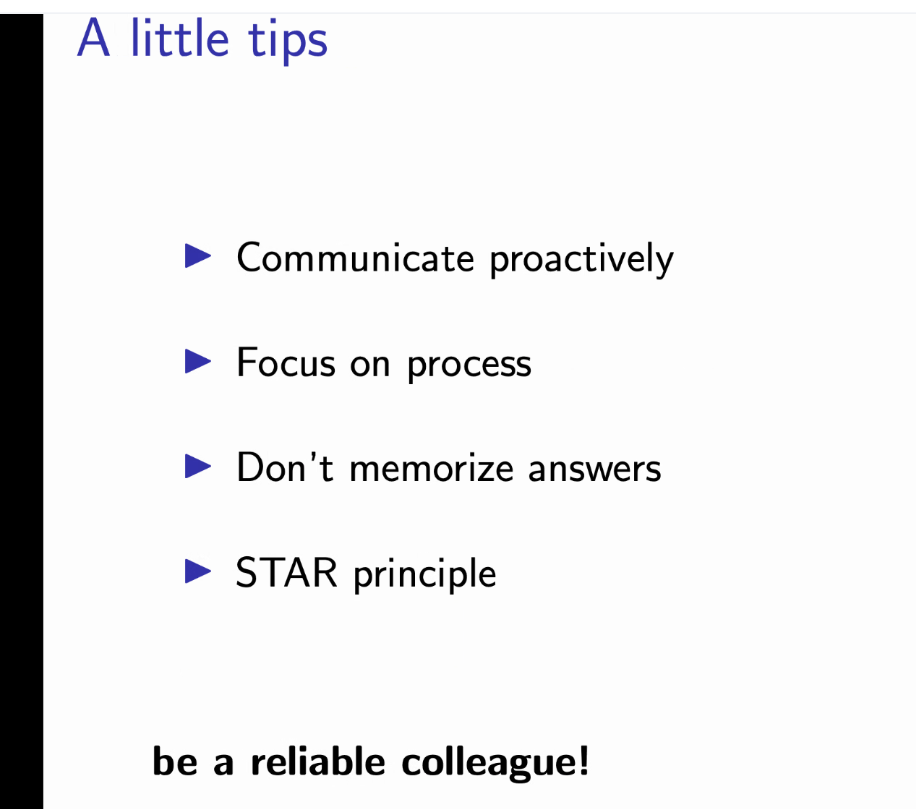 A little tips
Communicate proactively
Focus on process
Don't memorize answers
STAR principle
be a reliable colleague!